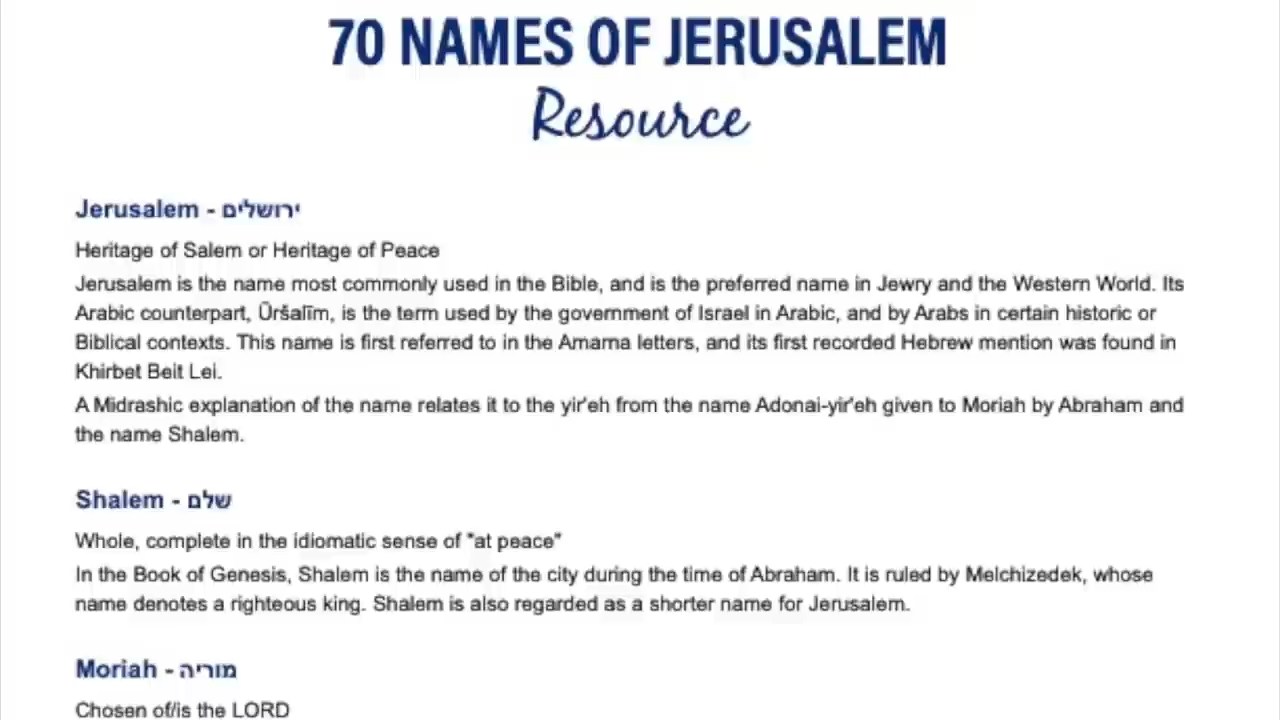 70 NAMES OF JERUSALEM
Resource
Jerusalem - ירושלים
Heritage of Salem or Heritage of Peace
Jerusalem is the name most commonly used in the Bible, and is the preferred name in Jewry and the Western World. Its
Arabic counterpart, Ūršalīm, is the term used by the government of Israel in Arabic, and by Arabs in certain historic or
Biblical contexts. This name is first referred to in the Amarna letters, and its first recorded Hebrew mention was found in
Khirbet Beit Lei.
A Midrashic explanation of the name relates it to the yir'eh from the name Adonai-yir'eh given to Moriah by Abraham and
the name Shalem.
Shalem - שלם
Whole, complete in the idiomatic sense of "at peace"
In the Book of Genesis, Shalem is the name of the city during the time of Abraham. It is ruled by Melchizedek, whose
name denotes a righteous king. Shalem is also regarded as a shorter name for Jerusalem.
Moriah - מוריה
Chosen of/is the LORD